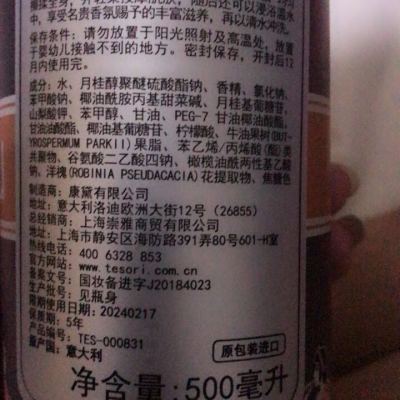 中,享受名贵香氛赐予的丰富滋养,再以清水冲洗。
保存条件:请勿放置于阳光照射及高温处,放置
于婴幼儿接触不到的地方。密封保存,开封后12
月内使用完。
成分:水、月桂醇聚醚硫酸酯钠、香精、氯化钠、
苯甲酸钠、椰油酰胺丙基甜菜碱、月桂基葡糖苷、
山梨酸钾、苯甲醇、甘油、PEG-7 甘油椰油酸酯、
甘油油酸酯、椰油基葡糖苷、柠檬酸、牛油果树(BUT-
YROSPERMUM PARKII)果脂、苯乙烯/丙烯酸(酯)类
共聚物、谷氨酸二乙酸四钠、橄榄油酰两性基乙酸
钠、洋槐(ROBINIA PSEUDACACIA)花提取物、焦糖色
制造商:康黛有限公司
地 址:意大利洛迪欧洲大街12号(26855)
总经销商:上海崇雅商贸有限公司
地 址:上海市静安区海防路391弄80号601-H室
热线电话: 400 6328 853
官方网站:www.tesori.com.cn
备案文号:国妆备进字J20184023
生产批号:见瓶身
限期使用日期:20240217
保质期:5年
产品编号:TES-000831
原产国:意大利
原包装进口
净含量:500毫升